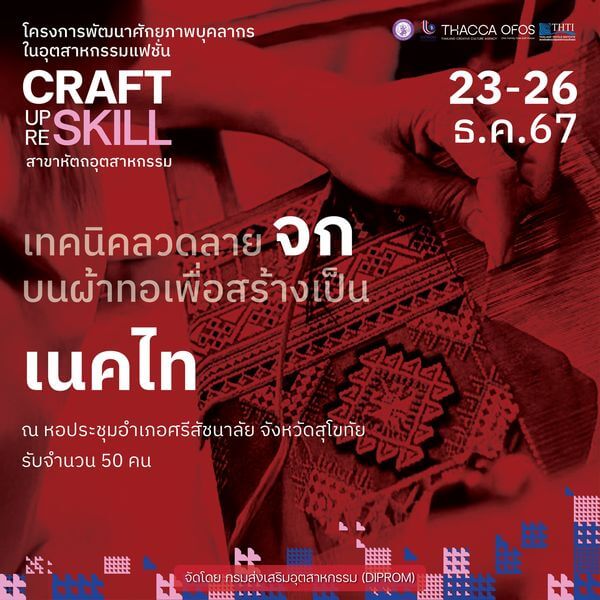 โครงการพัฒนาศักยภาพบุคลากร
ในอุตสาหกรรมแฟชั่น
THACCA OFOS
THAILAND CREATIVE CULTURE AGENCY
THTI
CRAFT
UP
RE SKILL
สาขาหัตถอุตสาหกรรม
23-26
ธ.ค.67
เทคนิคลวดลาย จก
บนผ้าทอเพื่อสร้างเป็น
เนคไท
ณ หอประชุมอำเภอศรีสัชนาลัย จังหวัดสุโขทัย
รับจำนวน 50 คน
จัดโดย กรมส่งเสริมอุตสาหกรรม (DIPROM)